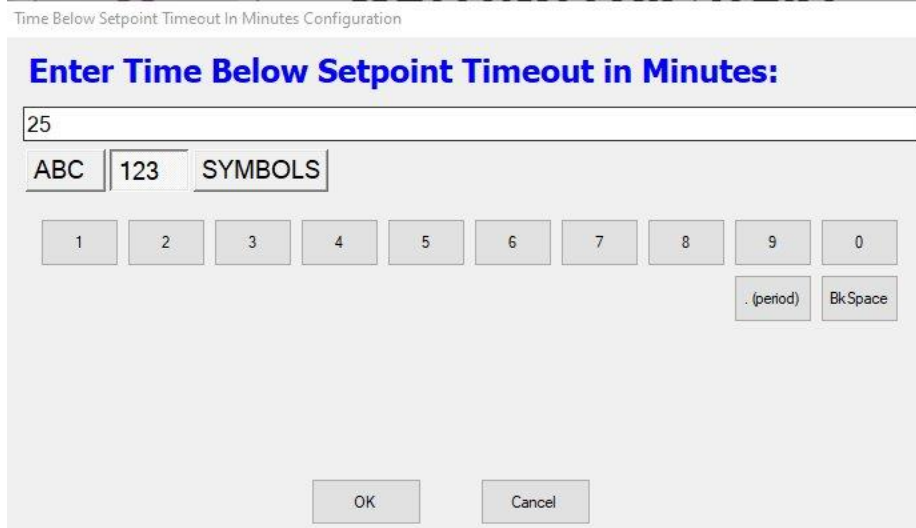 Time Below Setpoint Timeout In Minutes Configuration
Enter Time Below Setpoint Timeout in Minutes:
25
ABC 123 SYMBOLS
1 2 3 4 5 6 7 8 9 0
. (period) BkSpace
OK Cancel